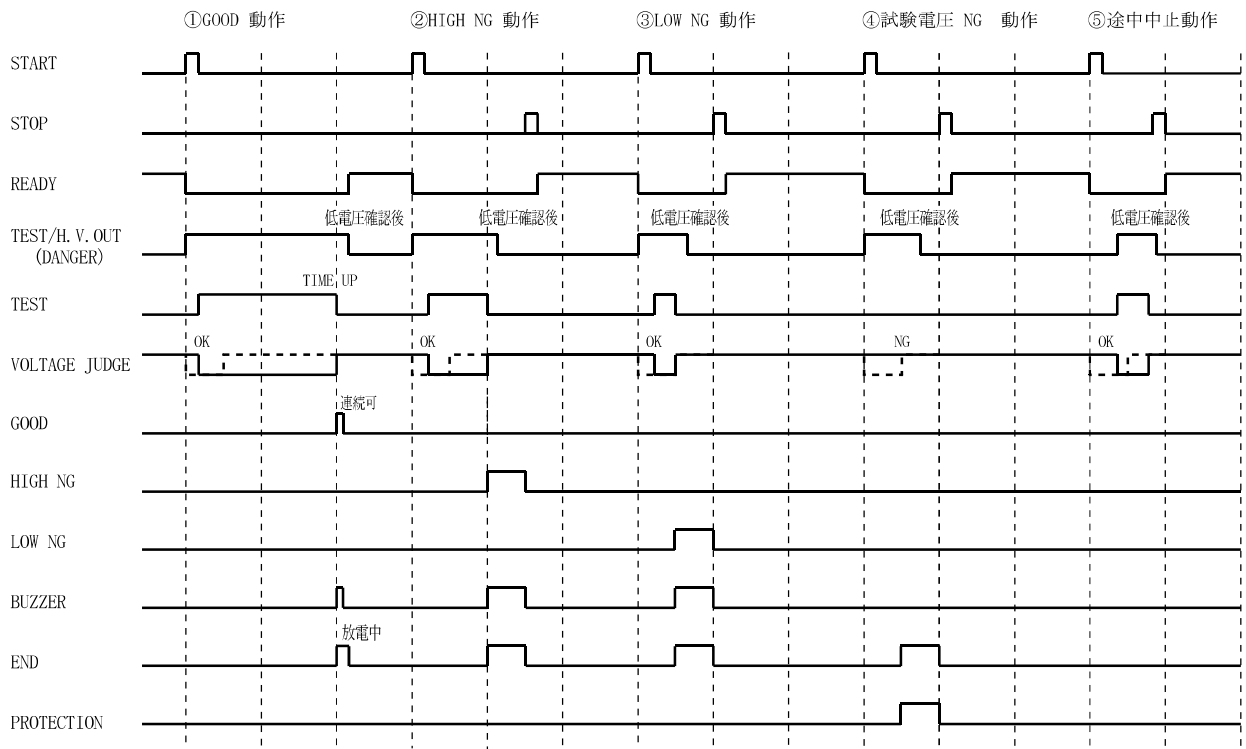 ①GOOD 動作 ②HIGH NG 動作 ③LOW NG 動作 ④試験電圧 NG 動作 ⑤途中中止動作
START
STOP
READY
低電圧確認後 低電圧確認後 低電圧確認後 低電圧確認後 低電圧確認後
TEST/H.V.OUT
(DANGER)
TIME UP
TEST
OK OK OK NG OK
VOLTAGE JUDGE
連続可
GOOD
HIGH NG
LOW NG
BUZZER
放電中
END
PROTECTION